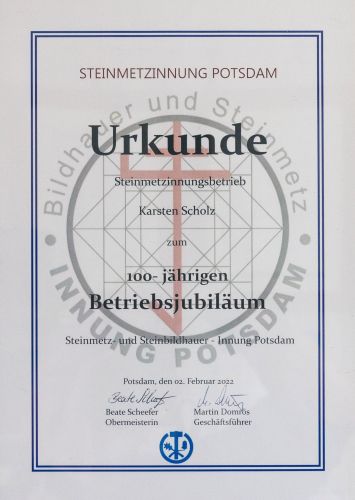 STEINMETZINNUNG POTSDAM
Bildhauer und Steinmetz
Urkunde
Steinmetzinnungsbetrieb
Karsten Scholz
zum
100- jährigen
Betriebsjubiläum
Steinmetz- und Steinbildhauer - Innung Potsdam
• INNUNG POTSDAM •
Potsdam, den 02. Februar 2022
Beate Scheefer
Obermeisterin
Martin Domrös
Geschäftsführer